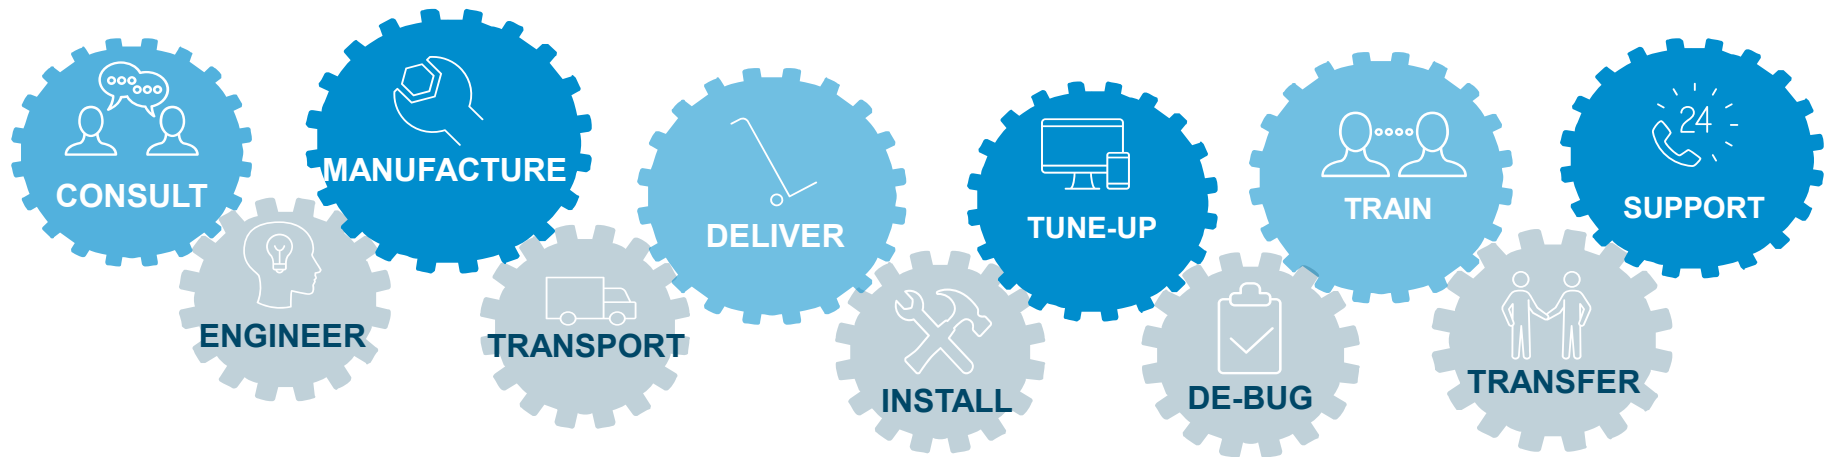 CONSULT
ENGINEER
MANUFACTURE
TRANSPORT
DELIVER
INSTALL
TUNE-UP
DE-BUG
TRAIN
TRANSFER
24
SUPPORT